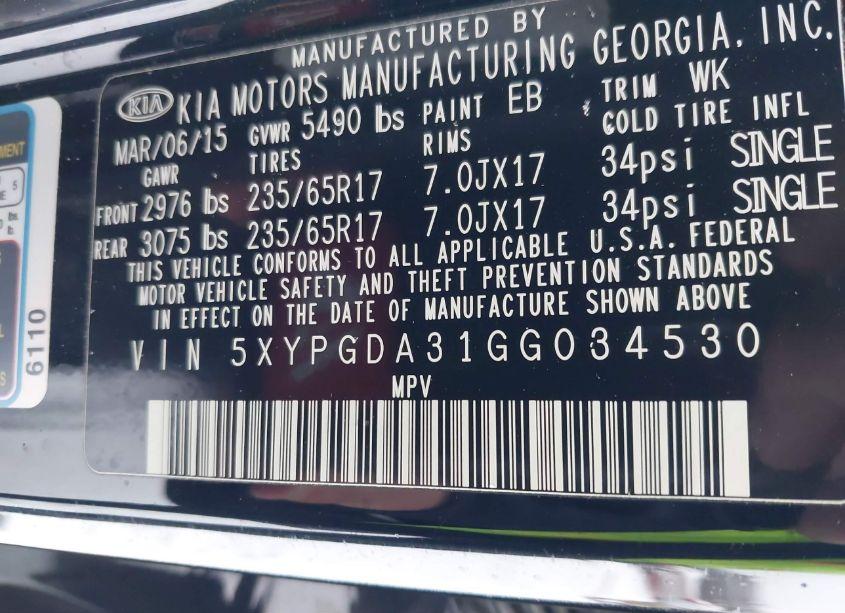 MANUFACTURED BY
KIA KIA MOTORS MANUFACTURING GEORGIA, INC.
MAR/06/15 GVWR 5490 lbs PAINT EB TRIM WK
GAWR TIRES RIMS COLD TIRE INFL
FRONT 2976 lbs 235/65R17 7.0JX17 34psi SINGLE
REAR 3075 lbs 235/65R17 7.0JX17 34psi SINGLE
THIS VEHICLE CONFORMS TO ALL APPLICABLE U.S.A. FEDERAL
MOTOR VEHICLE SAFETY AND THEFT PREVENTION STANDARDS
IN EFFECT ON THE DATE OF MANUFACTURE SHOWN ABOVE
VIN 5XYPGDA31GG034530
MPV
6110